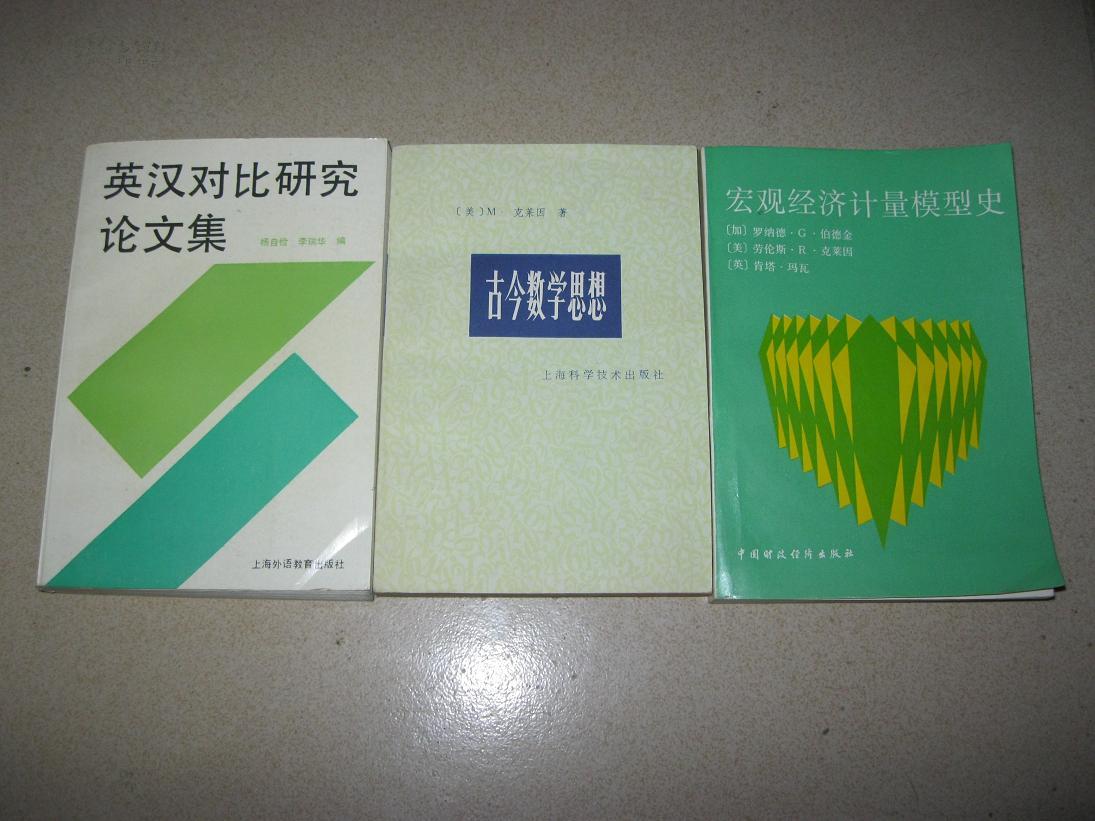 英汉对比研究
论文集
杨自俭 李瑞华 编
上海外语教育出版社
〔美〕M· 克莱因 著
古今数学思想
上海科学技术出版社
宏观经济计量模型史
〔加〕罗纳德·G·伯德金
〔美〕劳伦斯·R·克莱因
〔英〕肯塔·玛瓦
中国财政经济出版社